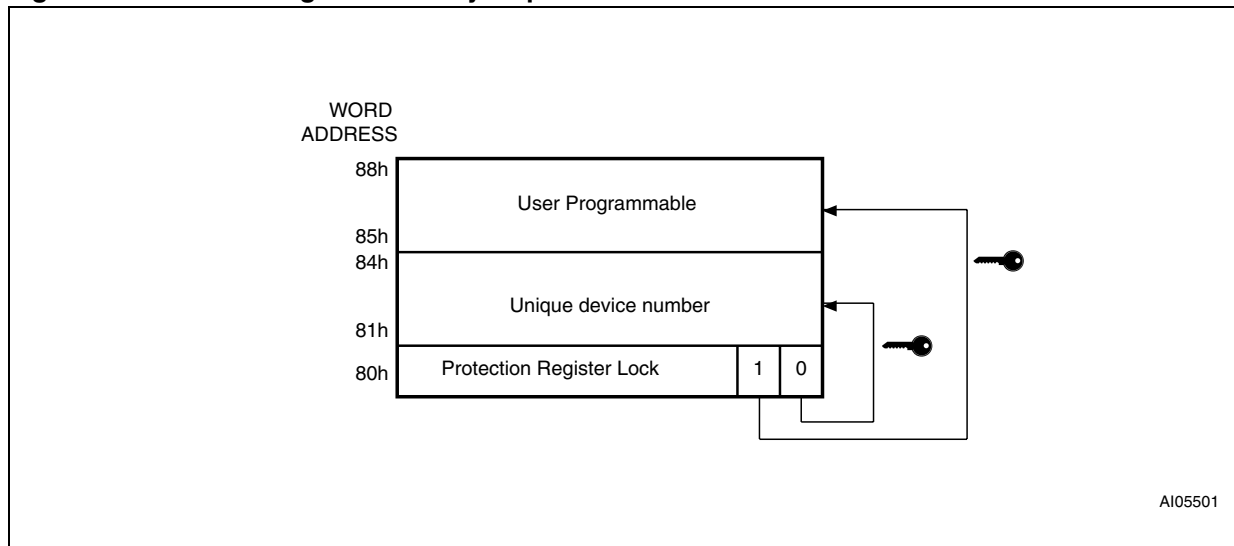 WORD
ADDRESS
88h
User Programmable
85h
84h
Unique device number
81h
80h
Protection Register Lock
1
0
AI05501